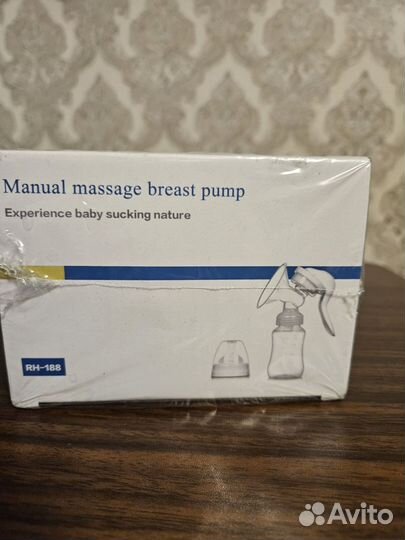 Manual massage breast pump
Experience baby sucking nature
RH-188
Avito